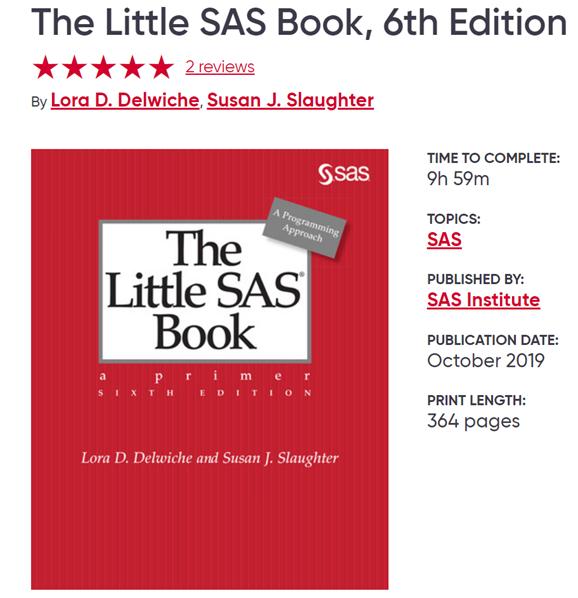 The Little SAS Book, 6th Edition
2 reviews
By Lora D. Delwiche, Susan J. Slaughter
sas
A Programming
Approach
The
Little SAS®
Book
a primer
SIXTH EDITION
Lora D. Delwiche and Susan J. Slaughter
TIME TO COMPLETE:
9h 59m
TOPICS:
SAS
PUBLISHED BY:
SAS Institute
PUBLICATION DATE:
October 2019
PRINT LENGTH:
364 pages